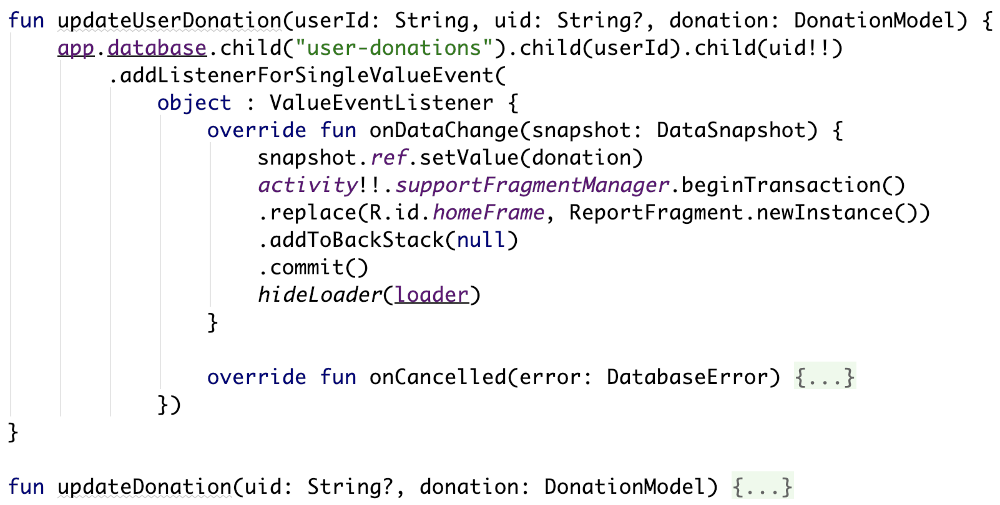 fun updateUserDonation(userId: String, uid: String?, donation: DonationModel) {
app.database.child("user-donations").child(userId).child(uid!!)
.addListenerForSingleValueEvent(
object : ValueEventListener {
override fun onDataChange(snapshot: DataSnapshot) {
snapshot.ref.setValue(donation)
activity!!.supportFragmentManager.beginTransaction()
.replace(R.id.homeFrame, ReportFragment.newInstance())
.addToBackStack(null)
.commit()
hideLoader(loader)
}
override fun onCancelled(error: DatabaseError) {...}
})
}
fun updateDonation(uid: String?, donation: DonationModel) {...}